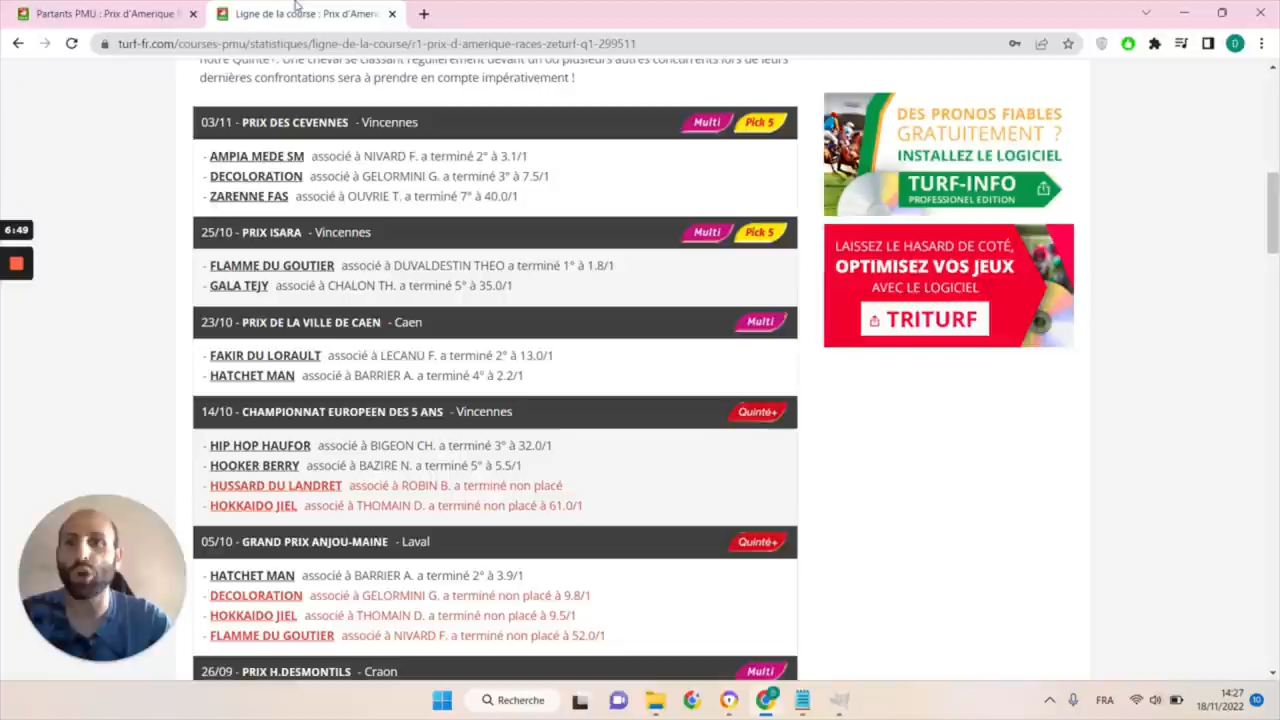 Partants PMU : Prix d'Amerique
Ligne de la course : Prix d'Ameri
turf-fr.com/courses-pmu/statistiques/ligne-de-la-course/r1-prix-d-amerique-races-zeturf-q1-299511
D
notre Quinté+. Une cheval se classant régulièrement devant un ou plusieurs autres concurrents lors de leurs
dernières confrontations sera à prendre en compte impérativement !
03/11 - PRIX DES CEVENNES - Vincennes Multi Pick 5
- AMPIA MEDE SM associé à NIVARD F. a terminé 2° à 3.1/1
- DECOLORATION associé à GELORMINI G. a terminé 3° à 7.5/1
- ZARENNE FAS associé à OUVRIE T. a terminé 7° à 40.0/1
25/10 - PRIX ISARA - Vincennes Multi Pick 5
- FLAMME DU GOUTIER associé à DUVALDESTIN THEO a terminé 1° à 1.8/1
- GALA TEJY associé à CHALON TH. a terminé 5° à 35.0/1
23/10 - PRIX DE LA VILLE DE CAEN - Caen Multi
- FAKIR DU LORAULT associé à LECANU F. a terminé 2° à 13.0/1
- HATCHET MAN associé à BARRIER A. a terminé 4° à 2.2/1
14/10 - CHAMPIONNAT EUROPEEN DES 5 ANS - Vincennes Quinté+
- HIP HOP HAUFOR associé à BIGEON CH. a terminé 3° à 32.0/1
- HOOKER BERRY associé à BAZIRE N. a terminé 5° à 5.5/1
- HUSSARD DU LANDRET associé à ROBIN B. a terminé non placé
- HOKKAIDO JIEL associé à THOMAIN D. a terminé non placé à 61.0/1
05/10 - GRAND PRIX ANJOU-MAINE - Laval Quinté+
- HATCHET MAN associé à BARRIER A. a terminé 2° à 3.9/1
- DECOLORATION associé à GELORMINI G. a terminé non placé à 9.8/1
- HOKKAIDO JIEL associé à THOMAIN D. a terminé non placé à 9.5/1
- FLAMME DU GOUTIER associé à NIVARD F. a terminé non placé à 52.0/1
26/09 - PRIX H.DESMONTILS - Craon Multi
DES PRONOS FIABLES
GRATUITEMENT ?
INSTALLEZ LE LOGICIEL
TURF-INFO
PROFESSIONEL EDITION
LAISSEZ LE HASARD DE COTÉ,
OPTIMISEZ VOS JEUX
AVEC LE LOGICIEL
TRITURF
6:49
Recherche
FRA
14:27
18/11/2022
10